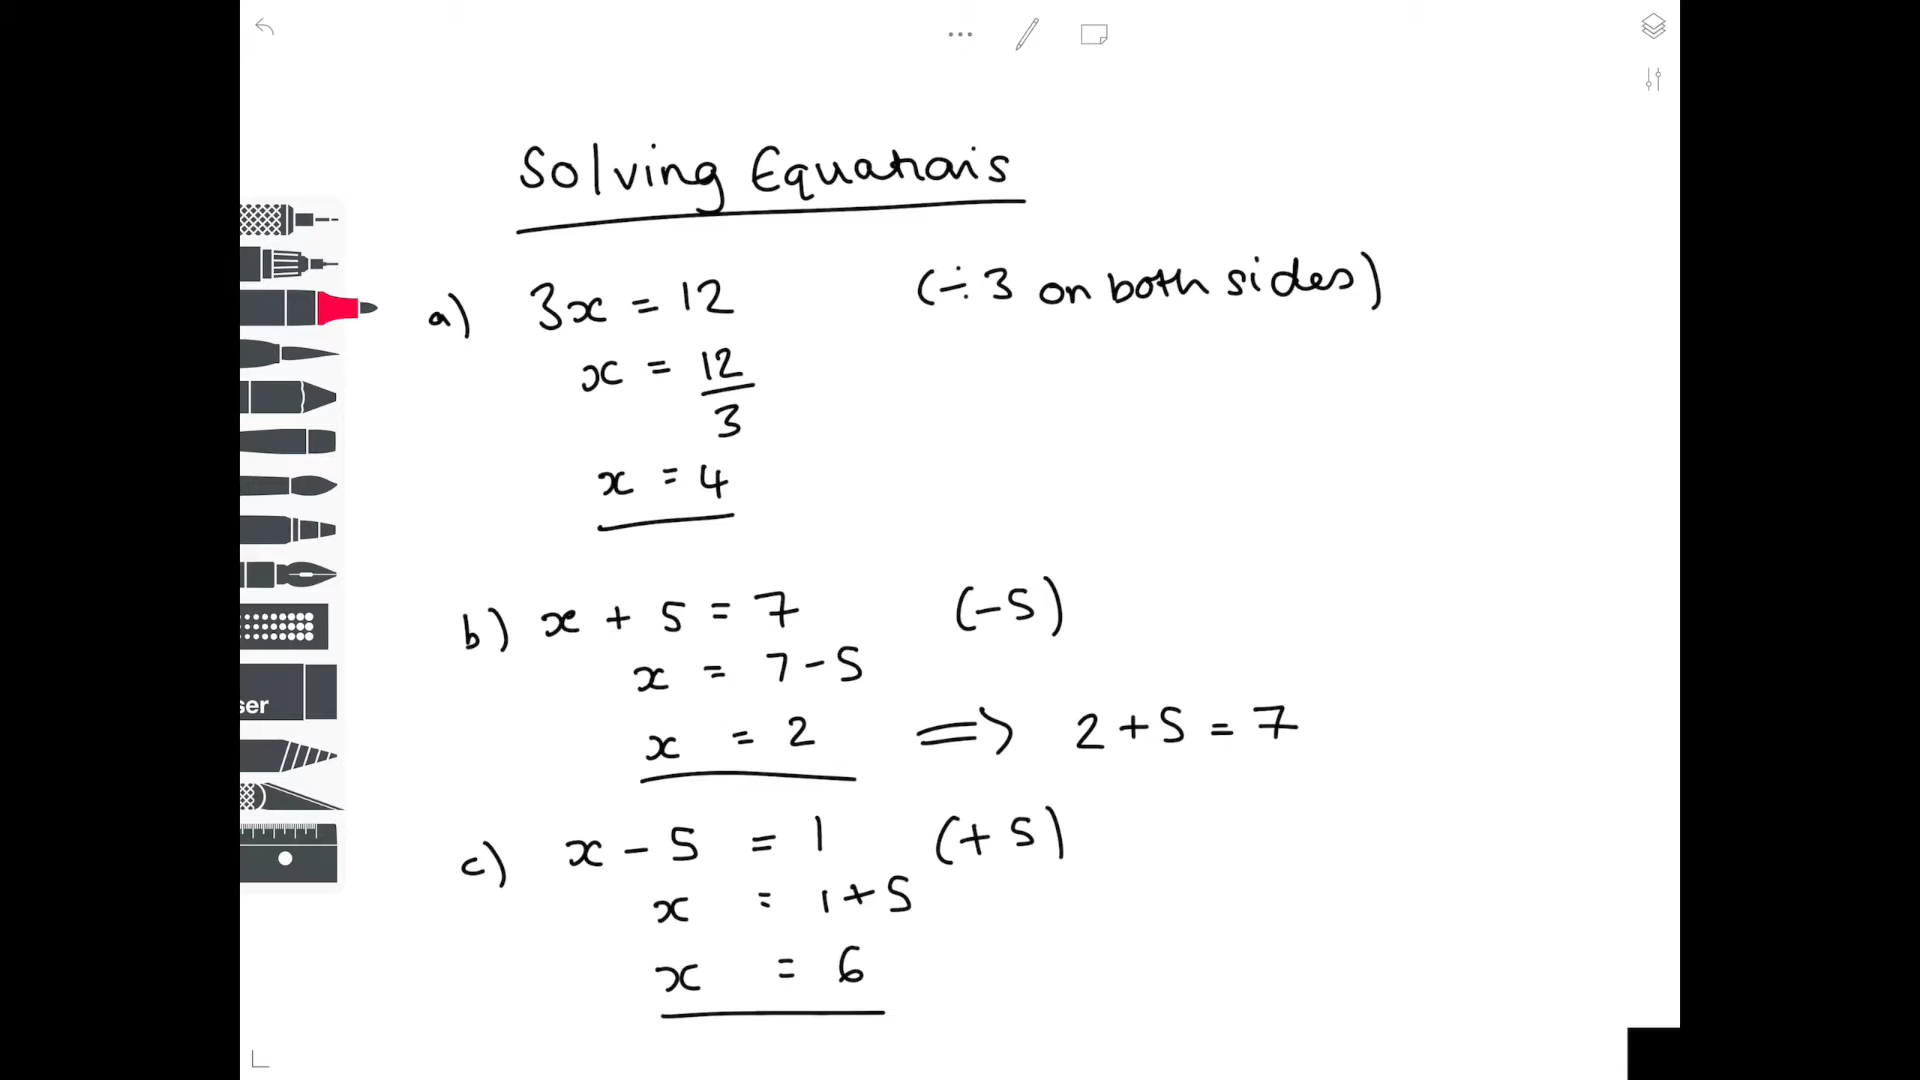 Solving Equations
a) 3x = 12 (÷3 on both sides)
x = 12/3
x = 4
b) x + 5 = 7 (-5)
x = 7-5
x = 2 => 2+5=7
c) x - 5 = 1 (+5)
x = 1+5
x = 6
ser